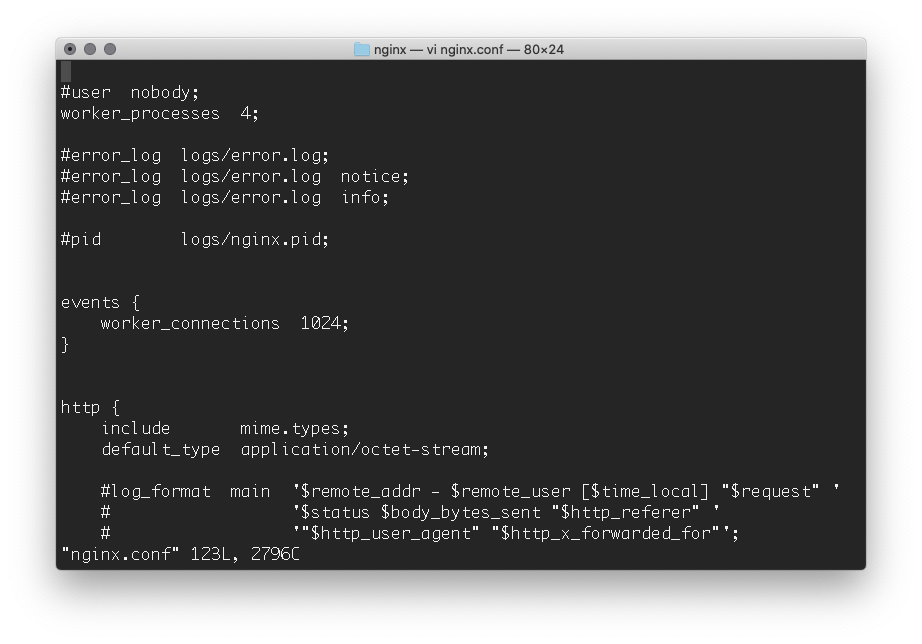 nginx — vi nginx.conf — 80×24
#user  nobody;
worker_processes  4;
#error_log  logs/error.log;
#error_log  logs/error.log  notice;
#error_log  logs/error.log  info;
#pid        logs/nginx.pid;
events {
    worker_connections  1024;
}
http {
    include       mime.types;
    default_type  application/octet-stream;
    #log_format  main  '$remote_addr - $remote_user [$time_local] "$request" '
    #                  '$status $body_bytes_sent "$http_referer" '
    #                  '"$http_user_agent" "$http_x_forwarded_for"';
"nginx.conf" 123L, 2796C